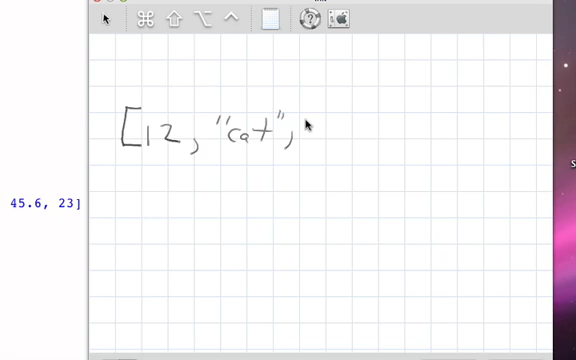 [12, "cat",
45.6, 23]